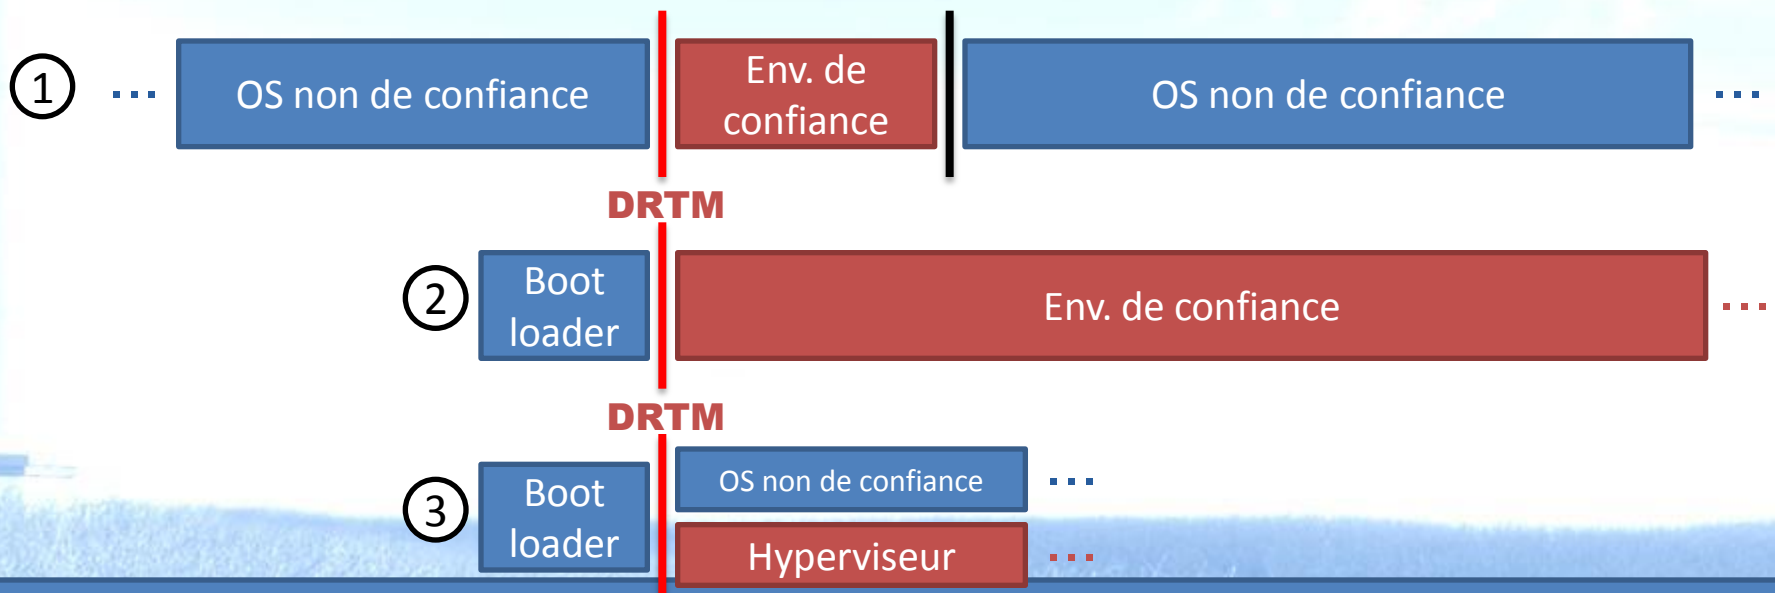 1 ... OS non de confiance Env. de confiance OS non de confiance ...
DRTM
2 Boot loader Env. de confiance ...
DRTM
3 Boot loader OS non de confiance ...
Hyperviseur ...